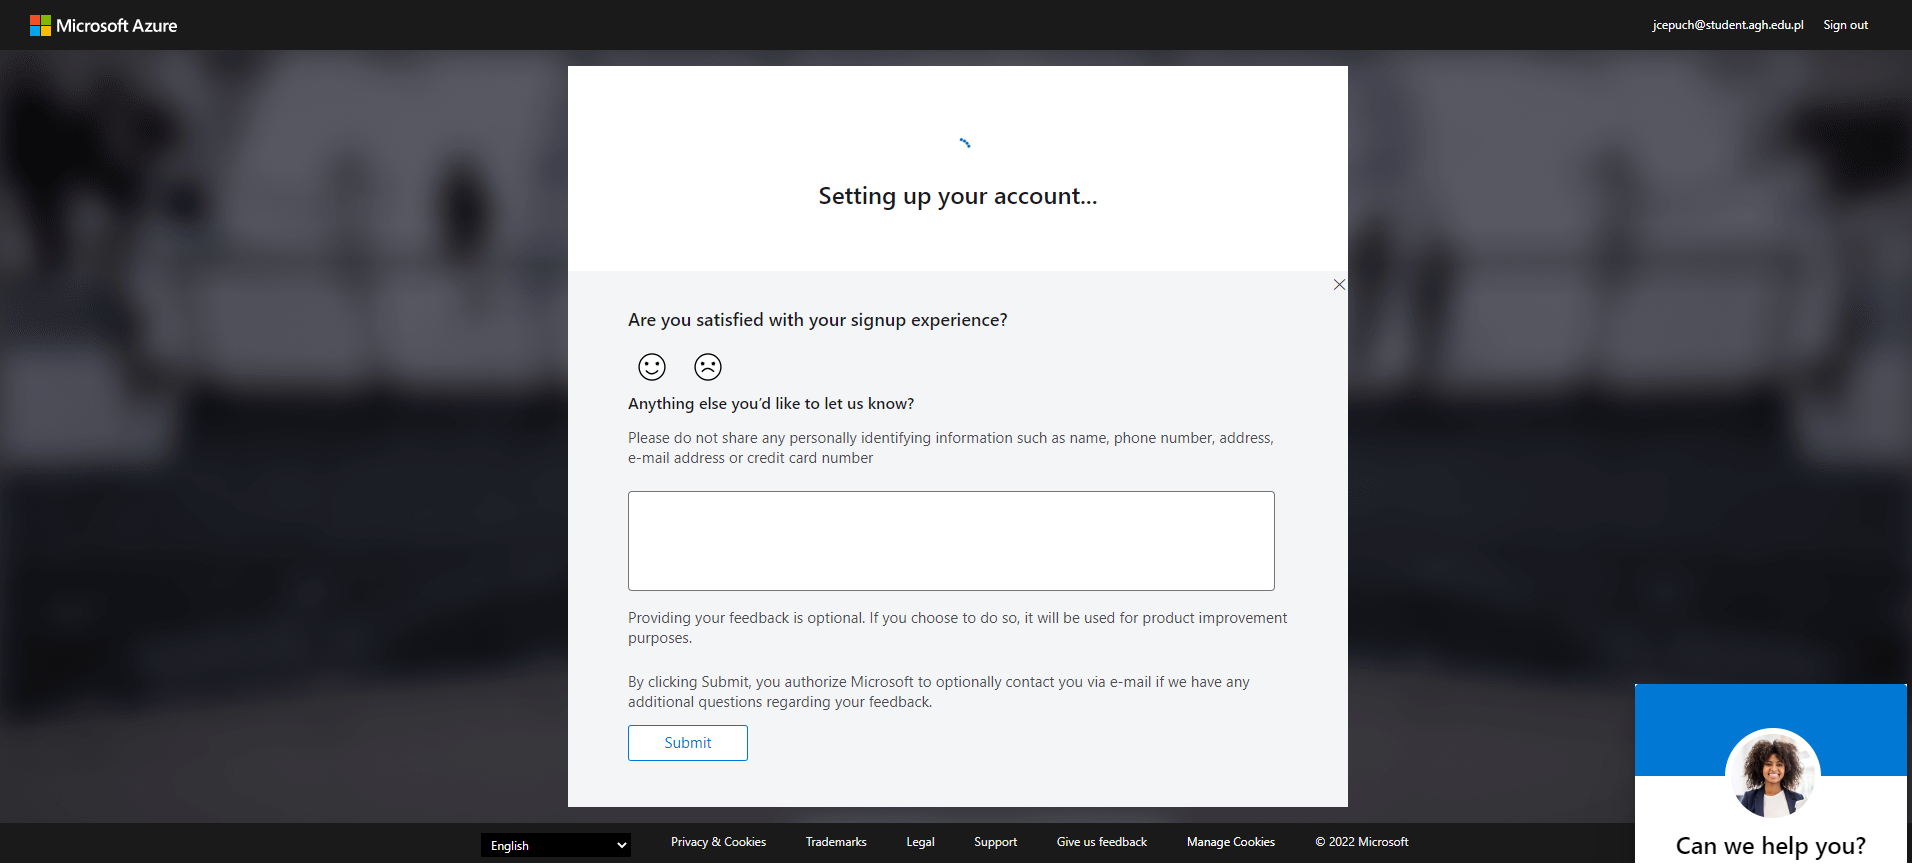 Microsoft Azure
jcepuch@student.agh.edu.pl Sign out
Setting up your account...
Are you satisfied with your signup experience?
Anything else you’d like to let us know?
Please do not share any personally identifying information such as name, phone number, address,
e-mail address or credit card number
Providing your feedback is optional. If you choose to do so, it will be used for product improvement
purposes.
By clicking Submit, you authorize Microsoft to optionally contact you via e-mail if we have any
additional questions regarding your feedback.
Submit
Can we help you?
English Privacy & Cookies Trademarks Legal Support Give us feedback Manage Cookies © 2022 Microsoft